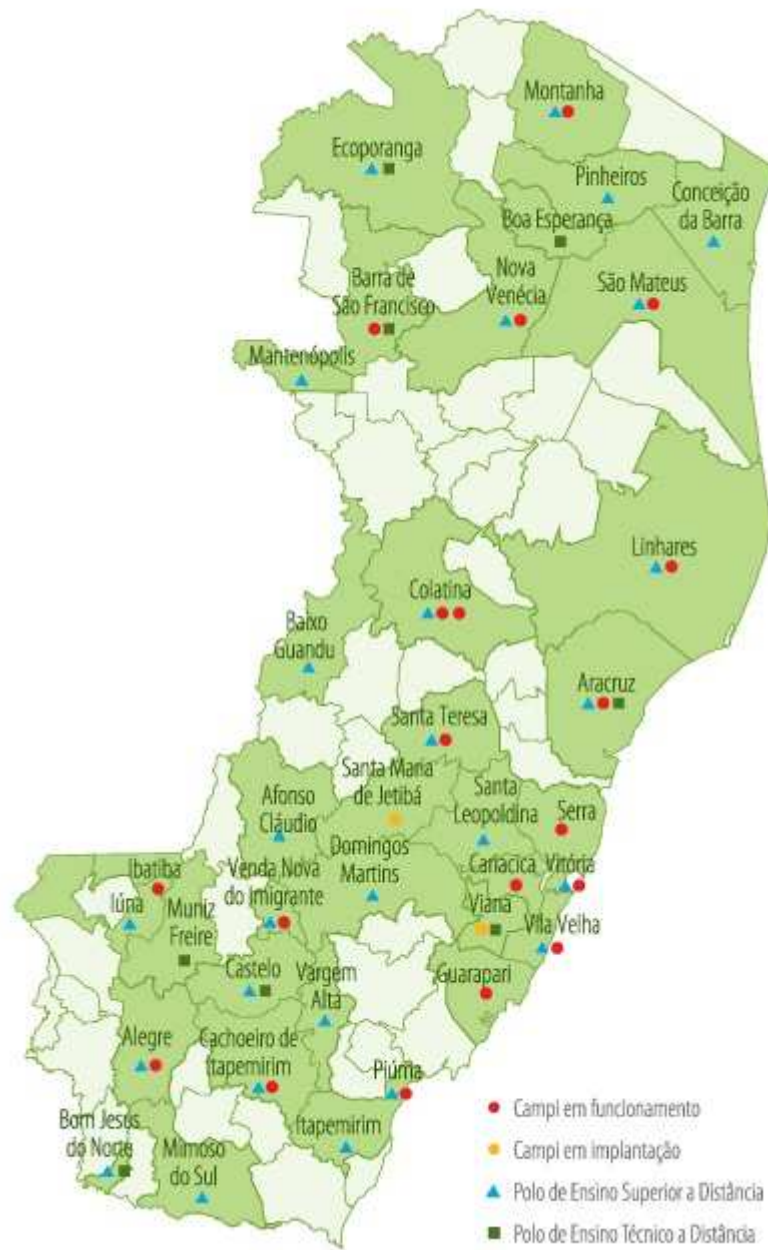 Montanha
Ecoporanga
Pinheiros
Conceição
da Barra
Boa Esperança
Nova
Venécia
São Mateus
Barra de
São Francisco
Mantenópolis
Linhares
Colatina
Baixo
Guandu
Aracruz
Santa Teresa
Santa Maria
de Jetibá
Santa
Leopoldina
Serra
Afonso
Cláudio
Domingos
Martins
Cariacica
Vitória
Ibatiba
Venda Nova
do Imigrante
Iúna
Muniz
Freire
Viana
Vila Velha
Castelo
Vargem
Alta
Guarapari
Alegre
Cachoeiro de
Itapemirim
Piúma
Bom Jesus
do Norte
Mimoso
do Sul
Itapemirim
Campi em funcionamento
Campi em implantação
Polo de Ensino Superior a Distância
Polo de Ensino Técnico a Distância